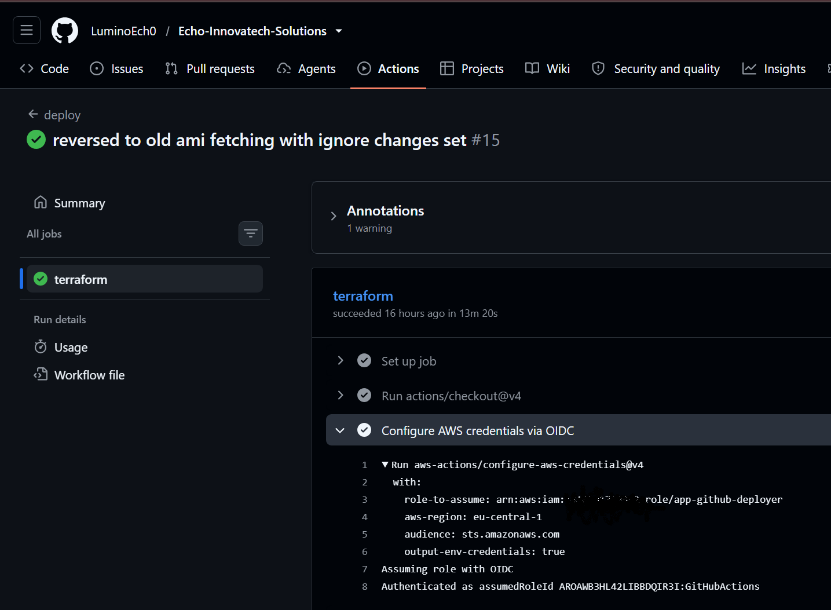 LuminoEch0 / Echo-Innovatech-Solutions
Code Issues Pull requests Agents Actions Projects Wiki Security and quality Insights
deploy
reversed to old ami fetching with ignore changes set #15
Summary
All jobs
terraform
Run details
Usage
Workflow file
Annotations
1 warning
terraform
succeeded 16 hours ago in 13m 20s
Set up job
Run actions/checkout@v4
Configure AWS credentials via OIDC
1 Run aws-actions/configure-aws-credentials@v4
2 with:
3 role-to-assume: arn:aws:iam: role/app-github-deployer
4 aws-region: eu-central-1
5 audience: sts.amazonaws.com
6 output-env-credentials: true
7 Assuming role with OIDC
8 Authenticated as assumedRoleId AROAWB3HL42LIBBDQIR3I:GitHubActions